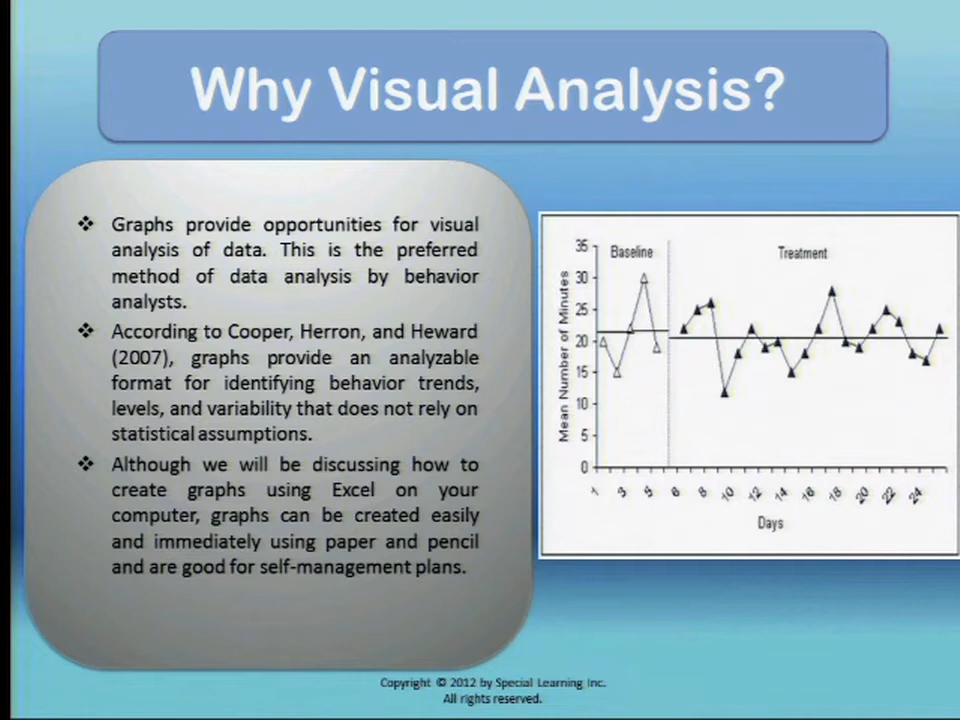 Why Visual Analysis?
❖ Graphs provide opportunities for visual
analysis of data. This is the preferred
method of data analysis by behavior
analysts.
❖ According to Cooper, Herron, and Heward
(2007), graphs provide an analyzable
format for identifying behavior trends,
levels, and variability that does not rely on
statistical assumptions.
❖ Although we will be discussing how to
create graphs using Excel on your
computer, graphs can be created easily
and immediately using paper and pencil
and are good for self-management plans.
Baseline
Treatment
Mean Number of Minutes
35
30
25
20
15
10
5
0
1 3 5 6 8 10 12 14 16 18 20 22 24
Days
Copyright © 2012 by Special Learning Inc.
All rights reserved.